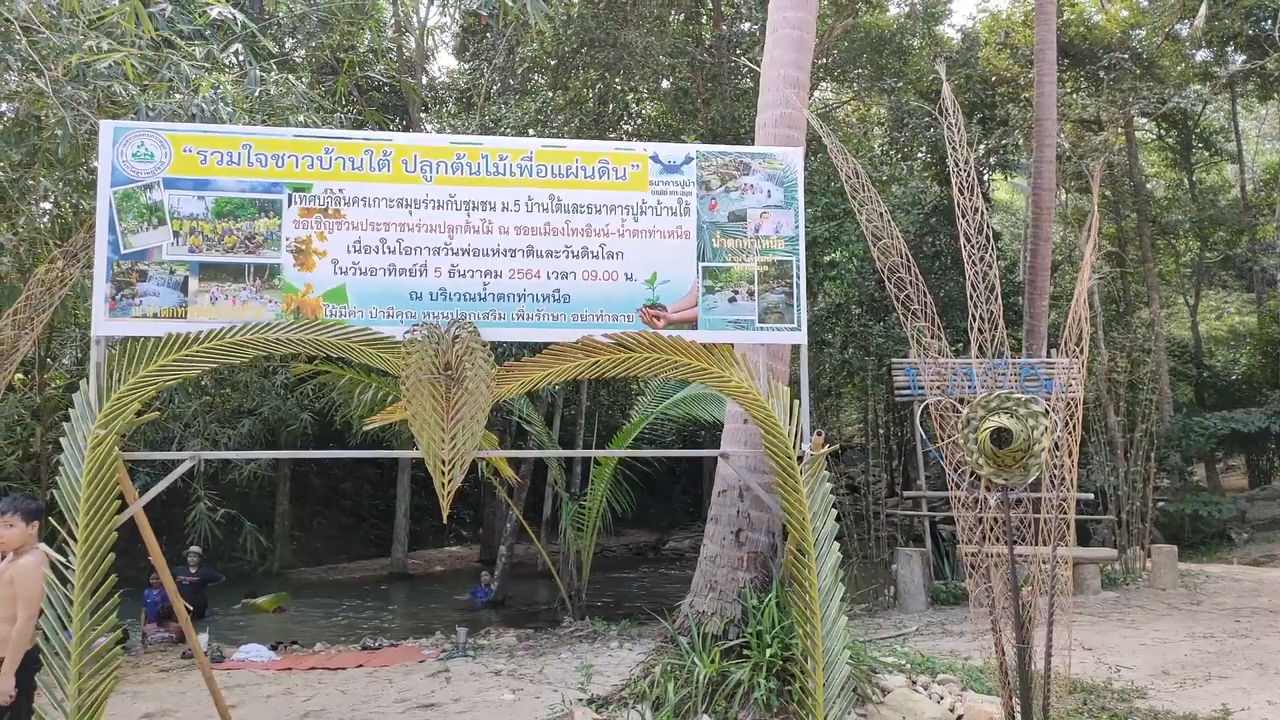 “รวมใจชาวบ้านใต้ ปลูกต้นไม้เพื่อแผ่นดิน”
ธนาคารปูม้า
เทศบาลนครเกาะสมุยร่วมกับชุมชน ม.5 บ้านใต้และธนาคารปูม้าบ้านใต้
ขอเชิญชวนประชาชนร่วมปลูกต้นไม้ ณ ซอยเมืองโทงอินน์-น้ำตกท่าเหนือ
เนื่องในโอกาสวันพ่อแห่งชาติและวันดินโลก
ในวันอาทิตย์ที่ 5 ธันวาคม 2564 เวลา 09.00 น.
ณ บริเวณน้ำตกท่าเหนือ
ไม้มีค่า ป่ามีคุณ หนุนปลูกเสริม เพิ่มรักษา อย่าทำลาย
น้ำตกท่าเหนือ